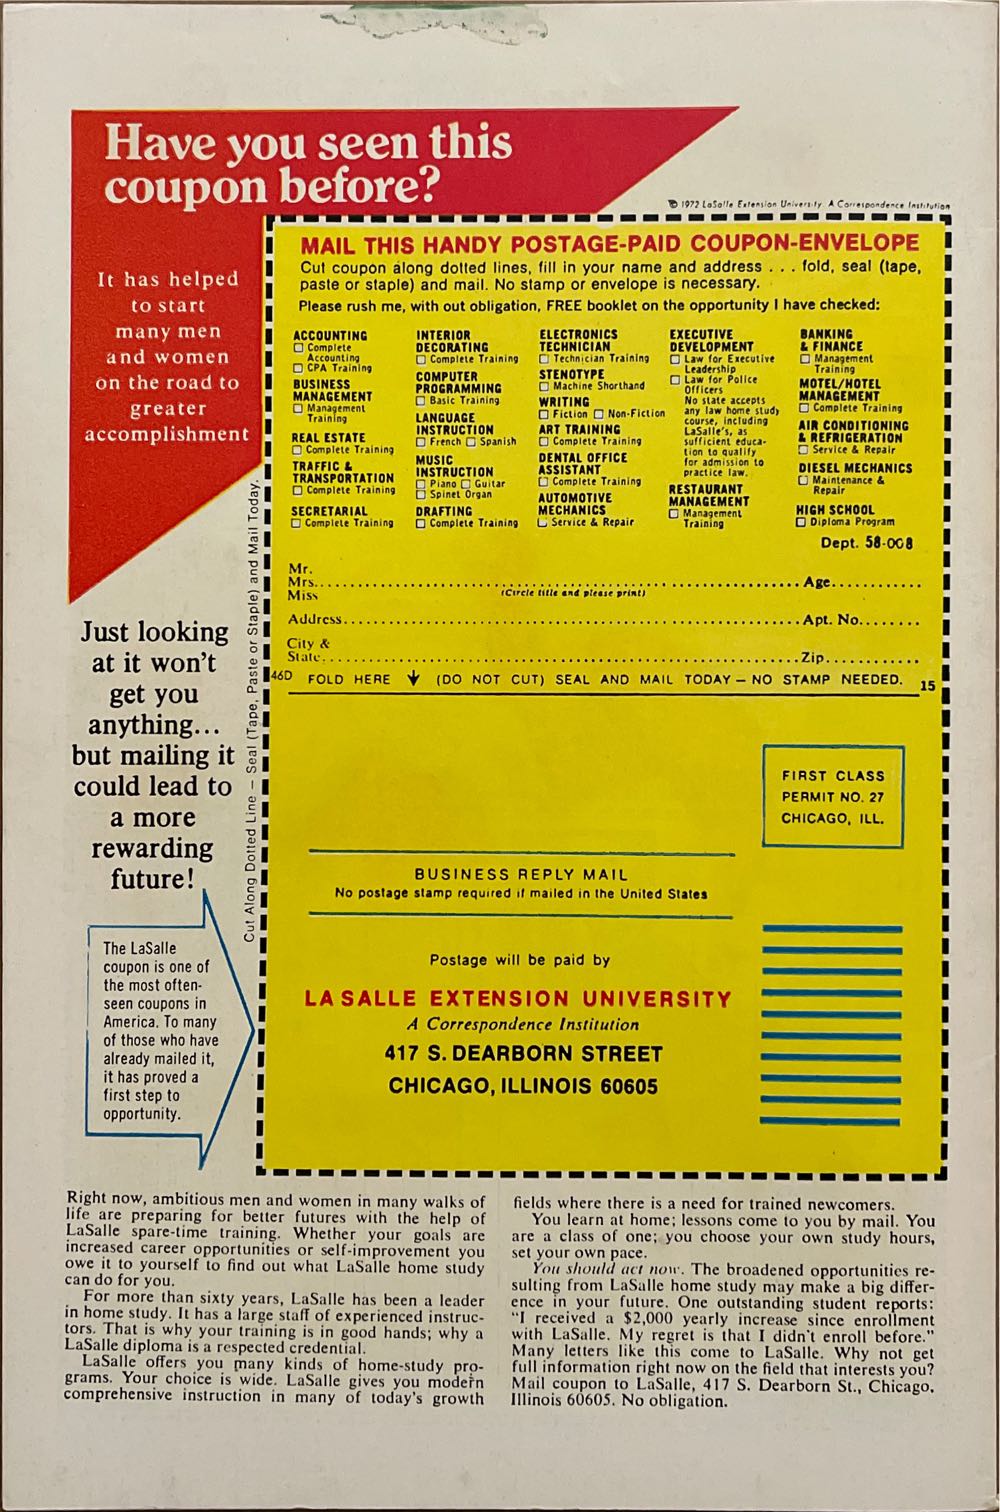 Have you seen this
coupon before?
© 1972 LaSalle Extension University. A Correspondence Institution
It has helped
to start
many men
and women
on the road to
greater
accomplishment
MAIL THIS HANDY POSTAGE-PAID COUPON-ENVELOPE
Cut coupon along dotted lines, fill in your name and address . . . fold, seal (tape,
paste or staple) and mail. No stamp or envelope is necessary.
Please rush me, with out obligation, FREE booklet on the opportunity I have checked:
ACCOUNTING
☐ Complete
Accounting
☐ CPA Training
BUSINESS
MANAGEMENT
☐ Management
Training
REAL ESTATE
☐ Complete Training
TRAFFIC &
TRANSPORTATION
☐ Complete Training
SECRETARIAL
☐ Complete Training
INTERIOR
DECORATING
☐ Complete Training
COMPUTER
PROGRAMMING
☐ Basic Training
LANGUAGE
INSTRUCTION
☐ French ☐ Spanish
MUSIC
INSTRUCTION
☐ Piano ☐ Guitar
☐ Spinet Organ
DRAFTING
☐ Complete Training
ELECTRONICS
TECHNICIAN
☐ Technician Training
STENOTYPE
☐ Machine Shorthand
WRITING
☐ Fiction ☐ Non-Fiction
ART TRAINING
☐ Complete Training
DENTAL OFFICE
ASSISTANT
☐ Complete Training
AUTOMOTIVE
MECHANICS
☐ Service & Repair
EXECUTIVE
DEVELOPMENT
☐ Law for Executive
Leadership
☐ Law for Police
Officers
No state accepts
any law home study
course, including
LaSalle's, as
sufficient educa-
tion to qualify
for admission to
practice law.
RESTAURANT
MANAGEMENT
☐ Management
Training
BANKING
& FINANCE
☐ Management
Training
MOTEL/HOTEL
MANAGEMENT
☐ Complete Training
AIR CONDITIONING
& REFRIGERATION
☐ Service & Repair
DIESEL MECHANICS
☐ Maintenance &
Repair
HIGH SCHOOL
☐ Diploma Program
Dept. 58-008
Mr.
Mrs. Age
Miss (Circle title and please print)
Address Apt. No.
City &
State Zip
46D FOLD HERE ↓ (DO NOT CUT) SEAL AND MAIL TODAY – NO STAMP NEEDED. 15
Cut Along Dotted Line – Seal (Tape, Paste or Staple) and Mail Today.
Just looking
at it won't
get you
anything...
but mailing it
could lead to
a more
rewarding
future!
The LaSalle
coupon is one of
the most often-
seen coupons in
America. To many
of those who have
already mailed it,
it has proved a
first step to
opportunity.
FIRST CLASS
PERMIT NO. 27
CHICAGO, ILL.
BUSINESS REPLY MAIL
No postage stamp required if mailed in the United States
Postage will be paid by
LA SALLE EXTENSION UNIVERSITY
A Correspondence Institution
417 S. DEARBORN STREET
CHICAGO, ILLINOIS 60605
Right now, ambitious men and women in many walks of
life are preparing for better futures with the help of
LaSalle spare-time training. Whether your goals are
increased career opportunities or self-improvement you
owe it to yourself to find out what LaSalle home study
can do for you.
For more than sixty years, LaSalle has been a leader
in home study. It has a large staff of experienced instruc-
tors. That is why your training is in good hands; why a
LaSalle diploma is a respected credential.
LaSalle offers you many kinds of home-study pro-
grams. Your choice is wide. LaSalle gives you modern
comprehensive instruction in many of today's growth
fields where there is a need for trained newcomers.
You learn at home; lessons come to you by mail. You
are a class of one; you choose your own study hours,
set your own pace.
You should act now. The broadened opportunities re-
sulting from LaSalle home study may make a big differ-
ence in your future. One outstanding student reports:
"I received a $2,000 yearly increase since enrollment
with LaSalle. My regret is that I didn't enroll before."
Many letters like this come to LaSalle. Why not get
full information right now on the field that interests you?
Mail coupon to LaSalle, 417 S. Dearborn St., Chicago,
Illinois 60605. No obligation.